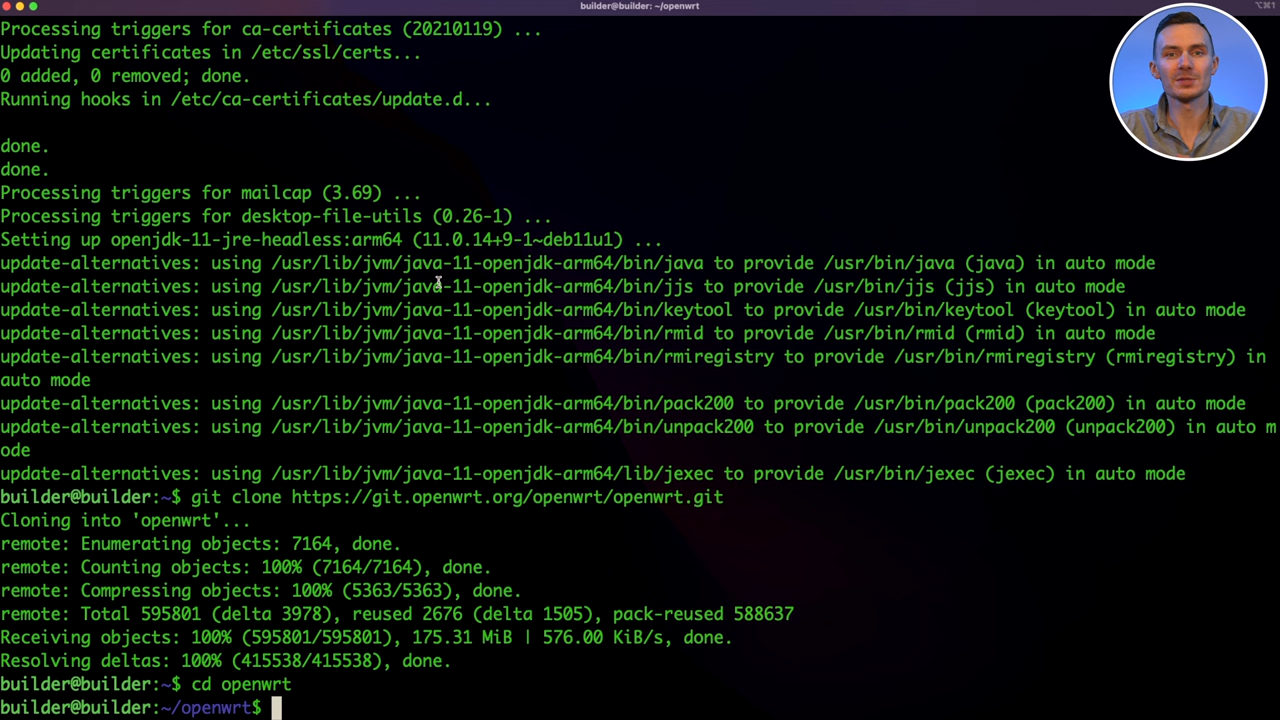 builder@builder: ~/openwrt
⌥⌘1
Processing triggers for ca-certificates (20210119) ...
Updating certificates in /etc/ssl/certs...
0 added, 0 removed; done.
Running hooks in /etc/ca-certificates/update.d...
done.
done.
Processing triggers for mailcap (3.69) ...
Processing triggers for desktop-file-utils (0.26-1) ...
Setting up openjdk-11-jre-headless:arm64 (11.0.14+9-1~deb11u1) ...
update-alternatives: using /usr/lib/jvm/java-11-openjdk-arm64/bin/java to provide /usr/bin/java (java) in auto mode
update-alternatives: using /usr/lib/jvm/java-11-openjdk-arm64/bin/jjs to provide /usr/bin/jjs (jjs) in auto mode
update-alternatives: using /usr/lib/jvm/java-11-openjdk-arm64/bin/keytool to provide /usr/bin/keytool (keytool) in auto mode
update-alternatives: using /usr/lib/jvm/java-11-openjdk-arm64/bin/rmid to provide /usr/bin/rmid (rmid) in auto mode
update-alternatives: using /usr/lib/jvm/java-11-openjdk-arm64/bin/rmiregistry to provide /usr/bin/rmiregistry (rmiregistry) in
auto mode
update-alternatives: using /usr/lib/jvm/java-11-openjdk-arm64/bin/pack200 to provide /usr/bin/pack200 (pack200) in auto mode
update-alternatives: using /usr/lib/jvm/java-11-openjdk-arm64/bin/unpack200 to provide /usr/bin/unpack200 (unpack200) in auto m
ode
update-alternatives: using /usr/lib/jvm/java-11-openjdk-arm64/lib/jexec to provide /usr/bin/jexec (jexec) in auto mode
builder@builder:~$ git clone https://git.openwrt.org/openwrt/openwrt.git
Cloning into 'openwrt'...
remote: Enumerating objects: 7164, done.
remote: Counting objects: 100% (7164/7164), done.
remote: Compressing objects: 100% (5363/5363), done.
remote: Total 595801 (delta 3978), reused 2676 (delta 1505), pack-reused 588637
Receiving objects: 100% (595801/595801), 175.31 MiB | 576.00 KiB/s, done.
Resolving deltas: 100% (415538/415538), done.
builder@builder:~$ cd openwrt
builder@builder:~/openwrt$